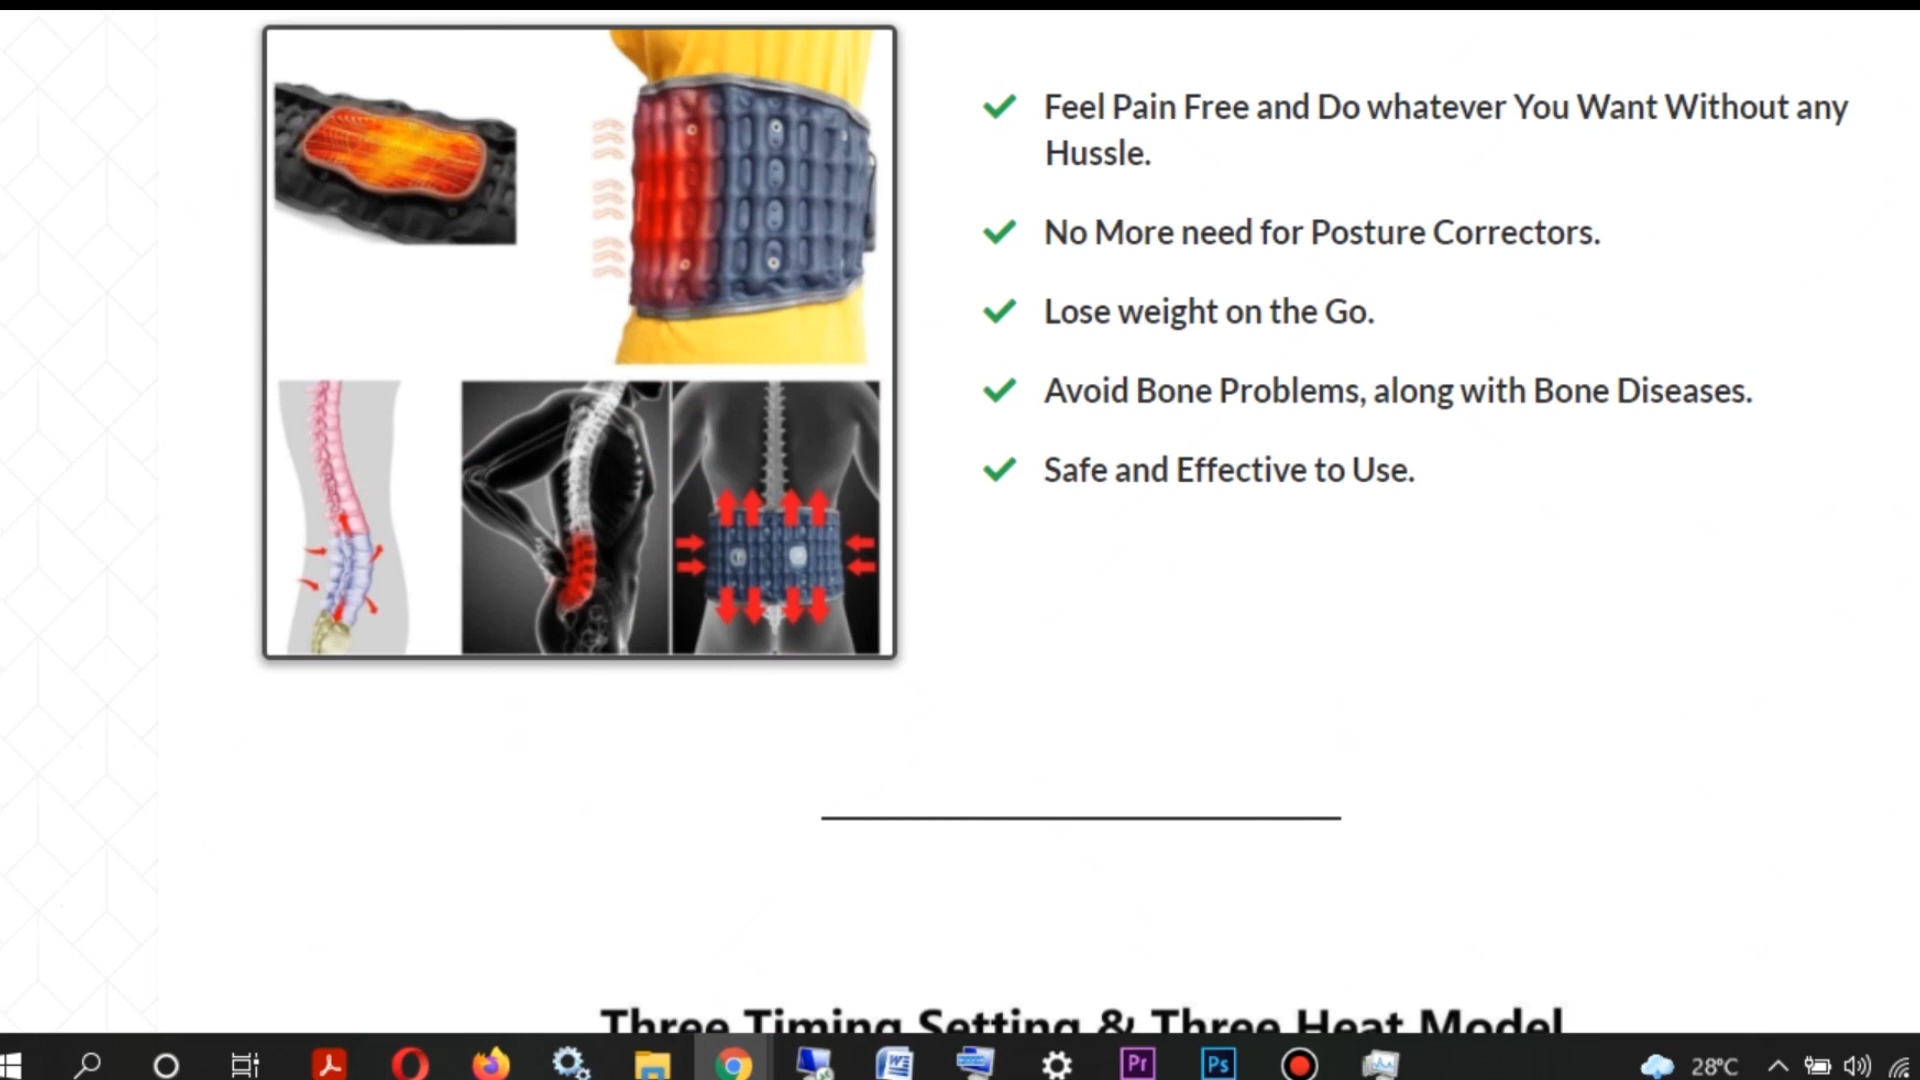 Feel Pain Free and Do whatever You Want Without any
Hussle.
No More need for Posture Correctors.
Lose weight on the Go.
Avoid Bone Problems, along with Bone Diseases.
Safe and Effective to Use.
Three Timing Setting & Three Heat Model
Pr
Ps
28°C